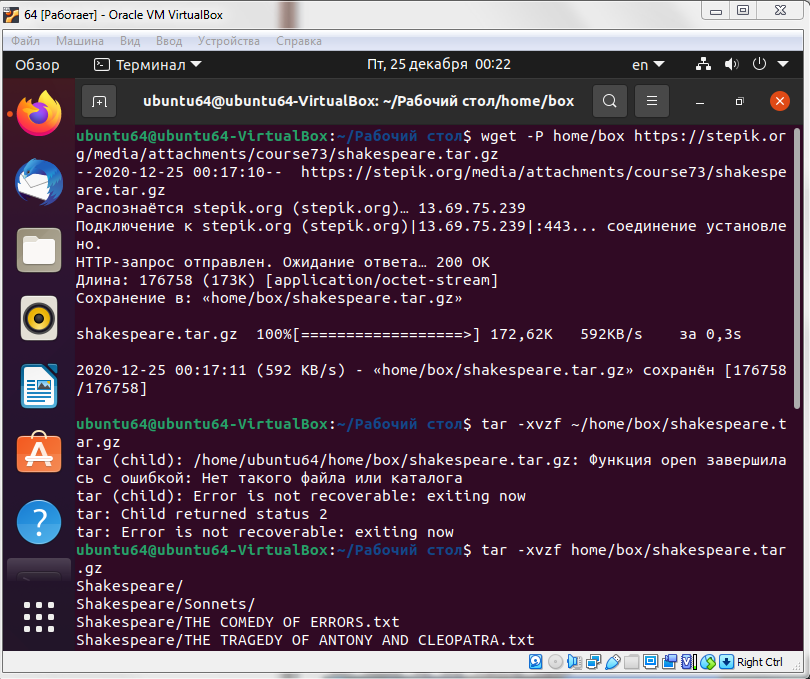 64 [Работает] - Oracle VM VirtualBox
Файл Машина Вид Ввод Устройства Справка
Обзор Терминал Пт, 25 декабря 00:22 en
ubuntu64@ubuntu64-VirtualBox: ~/Рабочий стол/home/box
ubuntu64@ubuntu64-VirtualBox:~/Рабочий стол$ wget -P home/box https://stepik.or
g/media/attachments/course73/shakespeare.tar.gz
--2020-12-25 00:17:10--  https://stepik.org/media/attachments/course73/shakespe
are.tar.gz
Распознаётся stepik.org (stepik.org)… 13.69.75.239
Подключение к stepik.org (stepik.org)|13.69.75.239|:443... соединение установле
но.
HTTP-запрос отправлен. Ожидание ответа… 200 OK
Длина: 176758 (173K) [application/octet-stream]
Сохранение в: «home/box/shakespeare.tar.gz»
shakespeare.tar.gz  100%[==================>] 172,62K   592KB/s    за 0,3s
2020-12-25 00:17:11 (592 KB/s) - «home/box/shakespeare.tar.gz» сохранён [176758
/176758]
ubuntu64@ubuntu64-VirtualBox:~/Рабочий стол$ tar -xvzf ~/home/box/shakespeare.t
ar.gz
tar (child): /home/ubuntu64/home/box/shakespeare.tar.gz: Функция open завершила
сь с ошибкой: Нет такого файла или каталога
tar (child): Error is not recoverable: exiting now
tar: Child returned status 2
tar: Error is not recoverable: exiting now
ubuntu64@ubuntu64-VirtualBox:~/Рабочий стол$ tar -xvzf home/box/shakespeare.tar
.gz
Shakespeare/
Shakespeare/Sonnets/
Shakespeare/THE COMEDY OF ERRORS.txt
Shakespeare/THE TRAGEDY OF ANTONY AND CLEOPATRA.txt
Right Ctrl